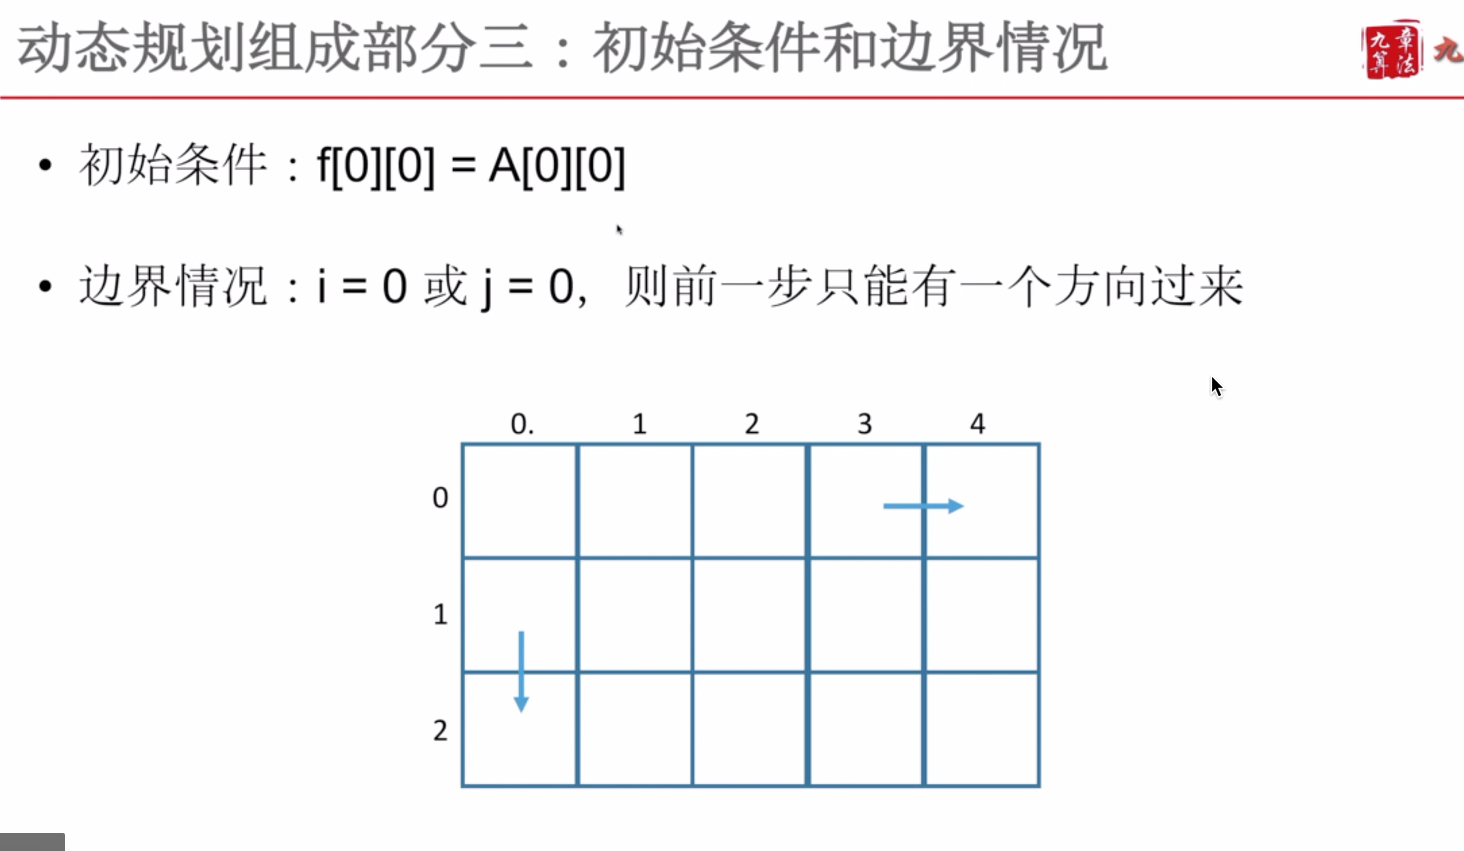 动态规划组成部分三：初始条件和边界情况
九章算法
九
• 初始条件：f[0][0] = A[0][0]
• 边界情况：i = 0 或 j = 0， 则前一步只能有一个方向过来
0. 1 2 3 4
0
1
2